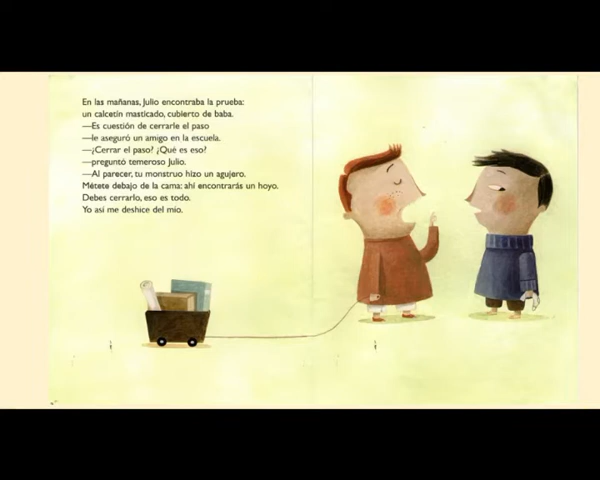 En las mañanas, Julio encontraba la prueba:
un calcetín masticado, cubierto de baba.
—Es cuestión de cerrarle el paso
—le aseguró un amigo en la escuela.
—¡Cerrar el paso? ¿Qué es eso?
—preguntó temeroso Julio.
—Al parecer, tu monstruo hizo un agujero.
Métete debajo de la cama: ahí encontrarás un hoyo.
Debes cerrarlo, eso es todo.
Yo así me deshice del mío.